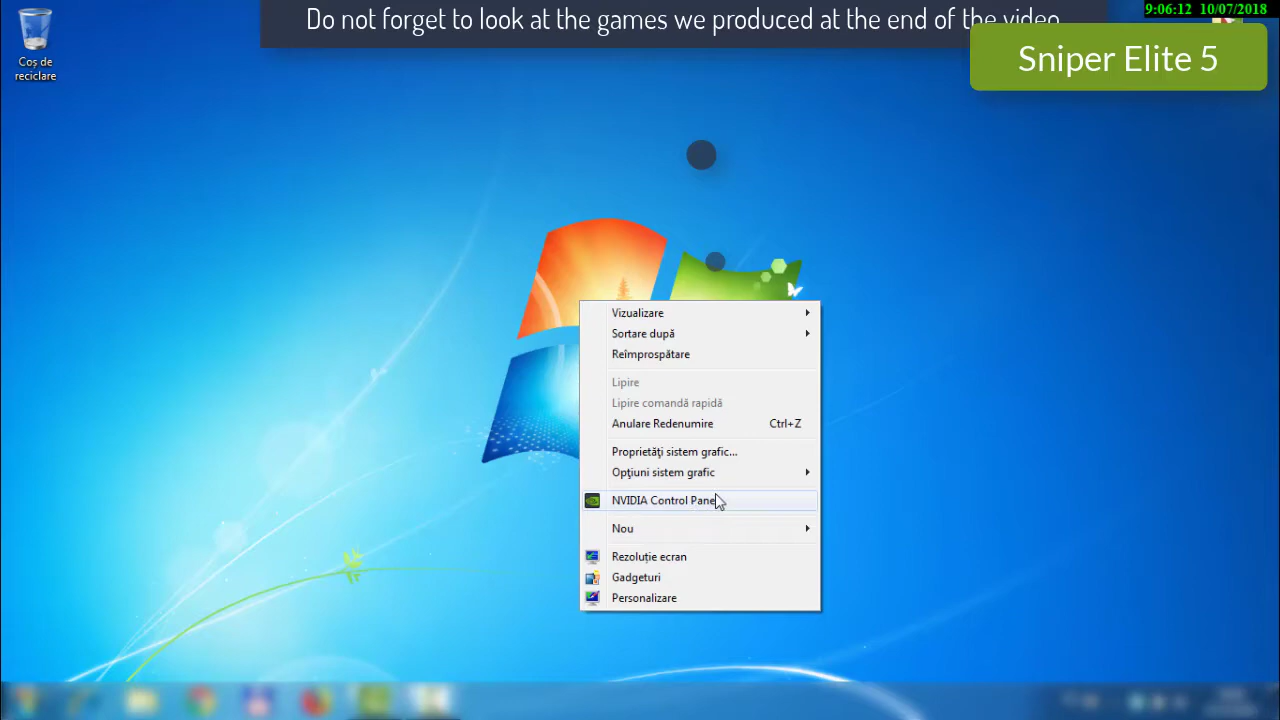 Do not forget to look at the games we produced at the end of the video
9:06:12 10/07/2018
Sniper Elite 5
Coș de
reciclare
Vizualizare
Sortare după
Reîmprospătare
Lipire
Lipire comandă rapidă
Anulare Redenumire Ctrl+Z
Proprietăţi sistem grafic...
Opţiuni sistem grafic
NVIDIA Control Panel
Nou
Rezoluție ecran
Gadgeturi
Personalizare